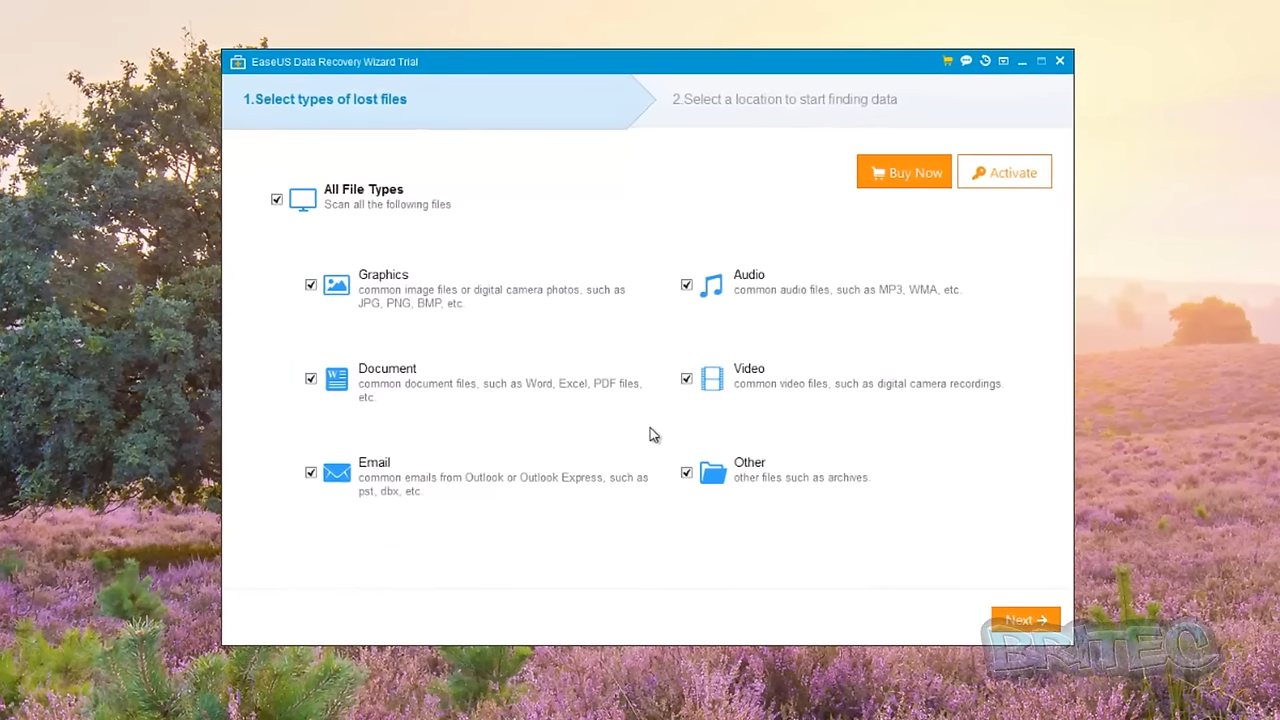 EaseUS Data Recovery Wizard Trial
1.Select types of lost files
2.Select a location to start finding data
Buy Now
Activate
All File Types
Scan all the following files
Graphics
common image files or digital camera photos, such as
JPG, PNG, BMP, etc.
Audio
common audio files, such as MP3, WMA, etc.
Document
common document files, such as Word, Excel, PDF files,
etc.
Video
common video files, such as digital camera recordings.
Email
common emails from Outlook or Outlook Express, such as
pst, dbx, etc.
Other
other files such as archives.
Next
BRITEC